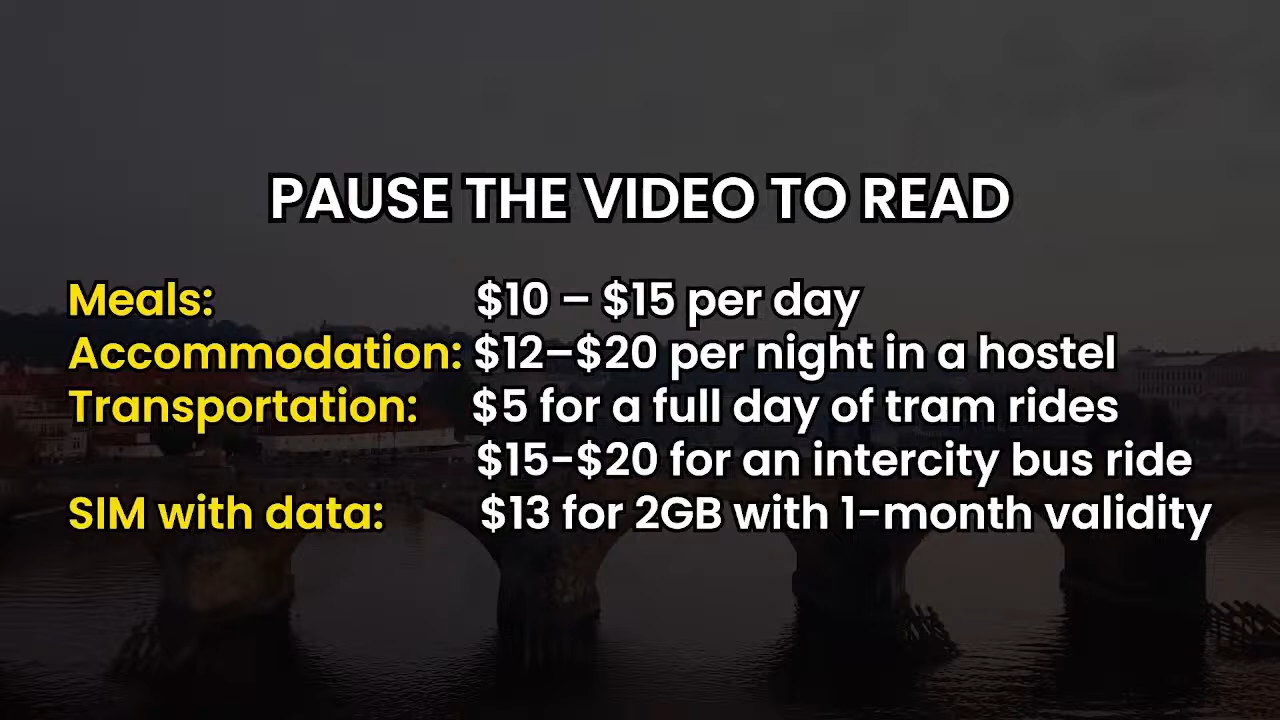 PAUSE THE VIDEO TO READ
Meals: $10 – $15 per day
Accommodation: $12–$20 per night in a hostel
Transportation: $5 for a full day of tram rides
$15-$20 for an intercity bus ride
SIM with data: $13 for 2GB with 1-month validity